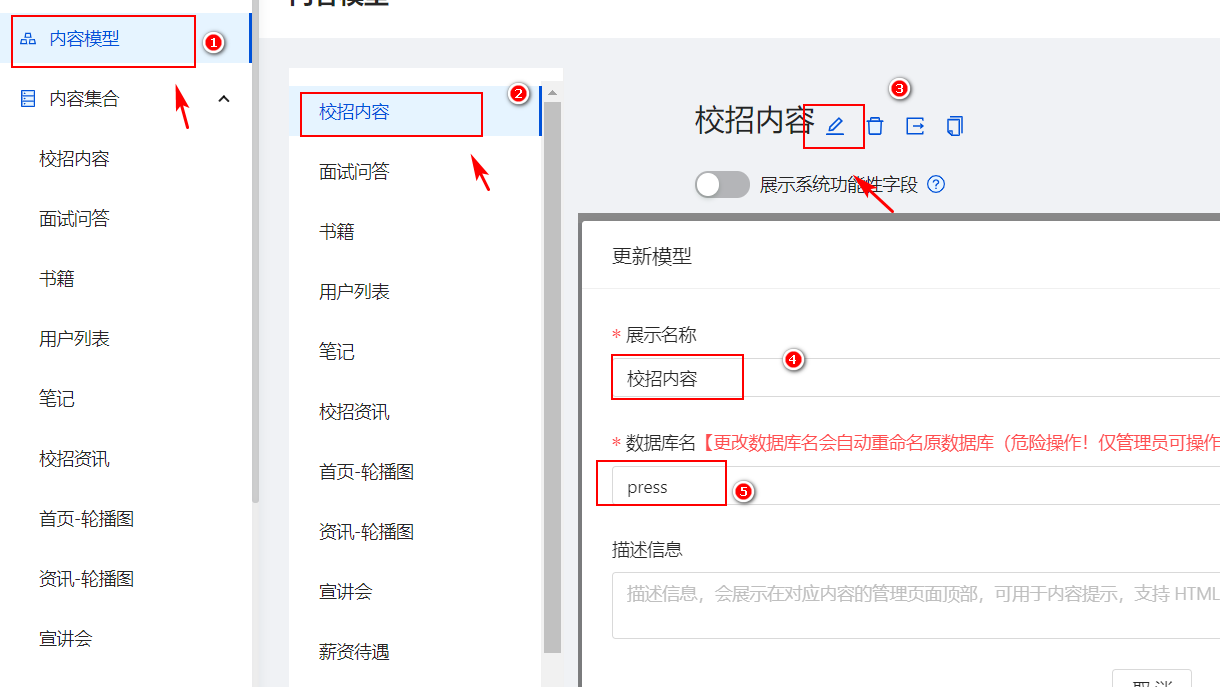 内容模型
1
内容集合
校招内容
面试问答
书籍
用户列表
笔记
校招资讯
首页-轮播图
资讯-轮播图
宣讲会
校招内容
2
面试问答
书籍
用户列表
笔记
校招资讯
首页-轮播图
资讯-轮播图
宣讲会
薪资待遇
3
校招内容
展示系统功能性字段
更新模型
* 展示名称
校招内容
4
* 数据库名【更改数据库名会自动重命名原数据库（危险操作！仅管理员可操作
press
5
描述信息
描述信息，会展示在对应内容的管理页面顶部，可用于内容提示，支持 HTML